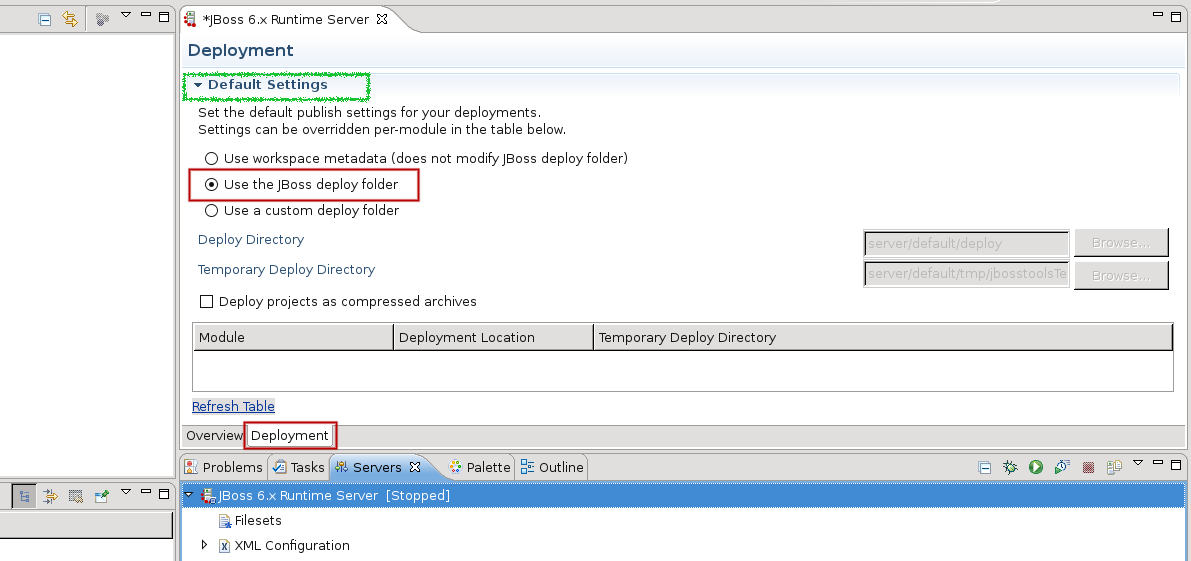 *JBoss 6.x Runtime Server
Deployment
Default Settings
Set the default publish settings for your deployments.
Settings can be overridden per-module in the table below.
Use workspace metadata (does not modify JBoss deploy folder)
Use the JBoss deploy folder
Use a custom deploy folder
Deploy Directory server/default/deploy Browse...
Temporary Deploy Directory server/default/tmp/jbosstoolsTe Browse...
Deploy projects as compressed archives
Module Deployment Location Temporary Deploy Directory
Refresh Table
Overview Deployment
Problems Tasks Servers Palette Outline
JBoss 6.x Runtime Server [Stopped]
Filesets
XML Configuration